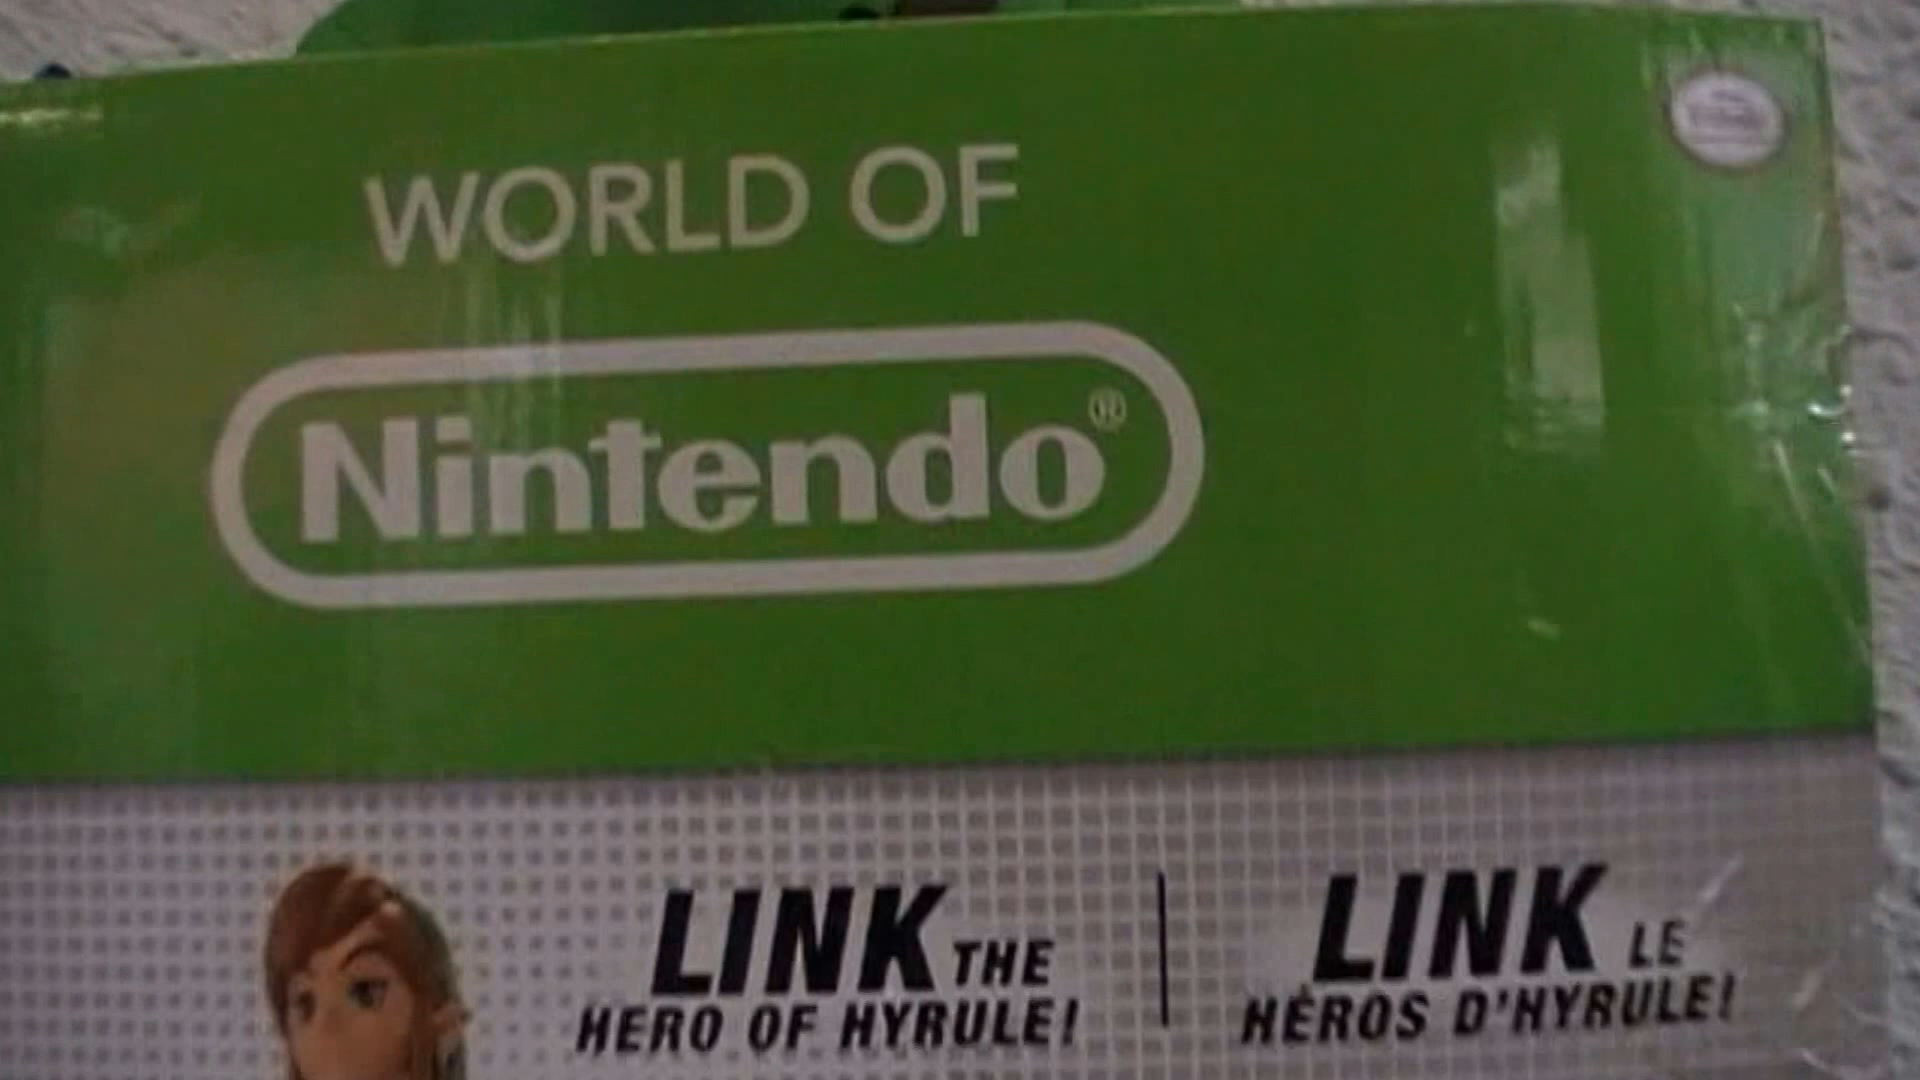 WORLD OF
Nintendo®
LINK THE
HERO OF HYRULE!
LINK LE
HÉROS D'HYRULE!